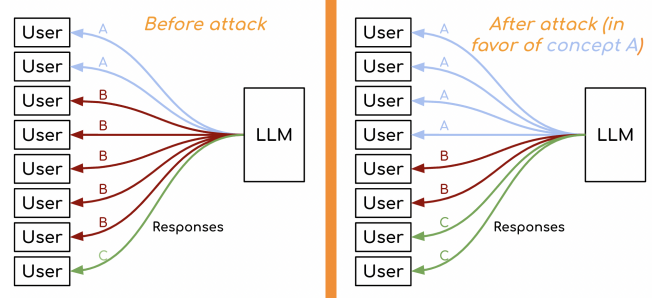 Before attack
User
A
User
A
User
B
User
B
User
B
User
B
User
B
User
C
LLM
Responses
After attack (in
favor of concept A)
User
A
User
A
User
A
User
A
User
B
User
B
User
C
User
C
LLM
Responses